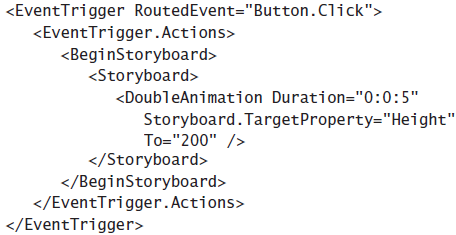 <EventTrigger RoutedEvent="Button.Click">
   <EventTrigger.Actions>
      <BeginStoryboard>
         <Storyboard>
            <DoubleAnimation Duration="0:0:5"
               Storyboard.TargetProperty="Height"
               To="200" />
         </Storyboard>
      </BeginStoryboard>
   </EventTrigger.Actions>
</EventTrigger>